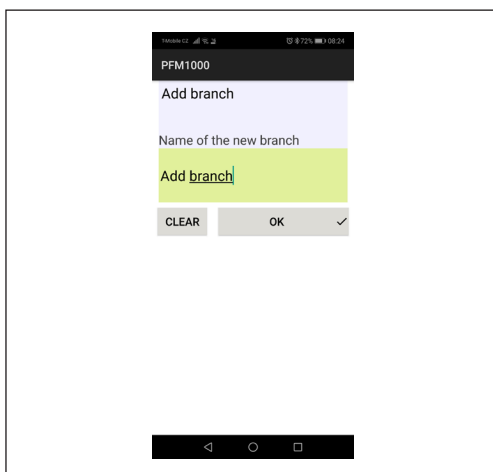 T-Mobile CZ 72% 08:24
PFM1000
Add branch
Name of the new branch
Add branch
CLEAR OK